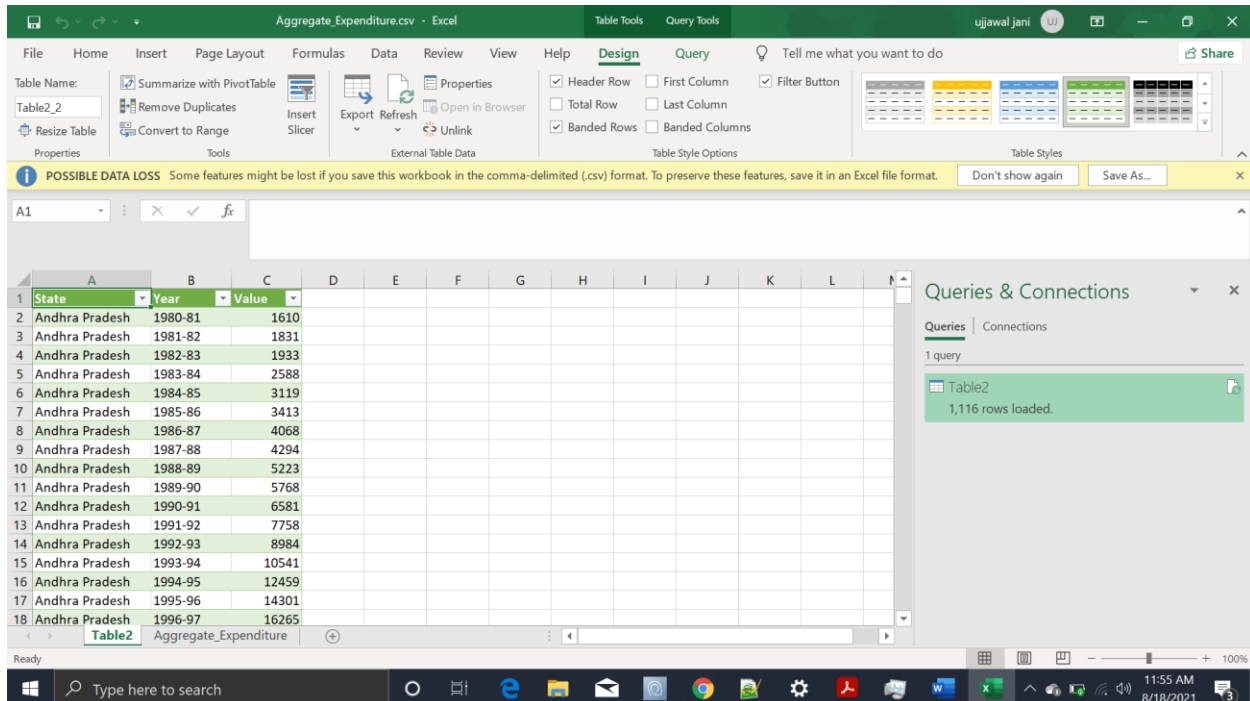 Aggregate_Expenditure.csv - Excel
Table Tools Query Tools
ujjawal jani UJ
File Home Insert Page Layout Formulas Data Review View Help Design Query Tell me what you want to do Share
Table Name:
Table2_2
Resize Table
Properties
Summarize with PivotTable
Remove Duplicates
Convert to Range
Tools
Insert
Slicer
Export Refresh
Properties
Open in Browser
Unlink
External Table Data
Header Row First Column Filter Button
Total Row Last Column
Banded Rows Banded Columns
Table Style Options
Table Styles
POSSIBLE DATA LOSS Some features might be lost if you save this workbook in the comma-delimited (.csv) format. To preserve these features, save it in an Excel file format. Don't show again Save As...
A1 fx
A B C D E F G H I J K L
1 State Year Value
2 Andhra Pradesh 1980-81 1610
3 Andhra Pradesh 1981-82 1831
4 Andhra Pradesh 1982-83 1933
5 Andhra Pradesh 1983-84 2588
6 Andhra Pradesh 1984-85 3119
7 Andhra Pradesh 1985-86 3413
8 Andhra Pradesh 1986-87 4068
9 Andhra Pradesh 1987-88 4294
10 Andhra Pradesh 1988-89 5223
11 Andhra Pradesh 1989-90 5768
12 Andhra Pradesh 1990-91 6581
13 Andhra Pradesh 1991-92 7758
14 Andhra Pradesh 1992-93 8984
15 Andhra Pradesh 1993-94 10541
16 Andhra Pradesh 1994-95 12459
17 Andhra Pradesh 1995-96 14301
18 Andhra Pradesh 1996-97 16265
Queries & Connections
Queries Connections
1 query
Table2
1,116 rows loaded.
Table2 Aggregate_Expenditure
Ready
100%
Type here to search
11:55 AM
8/18/2021
3